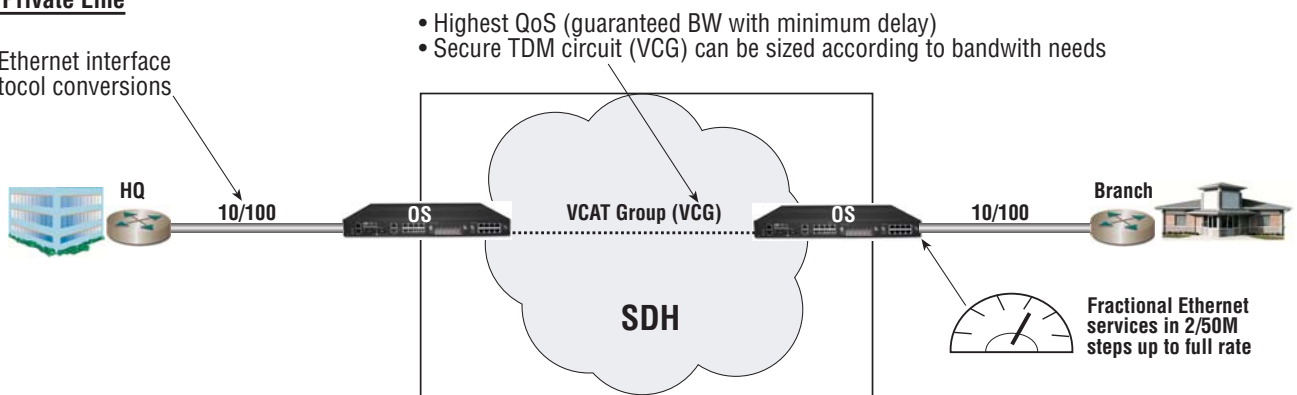 Private Line
• Highest QoS (guaranteed BW with minimum delay)
• Secure TDM circuit (VCG) can be sized according to bandwith needs
Ethernet interface
tocol conversions
HQ
10/100
OS
VCAT Group (VCG)
OS
10/100
Branch
SDH
Fractional Ethernet
services in 2/50M
steps up to full rate